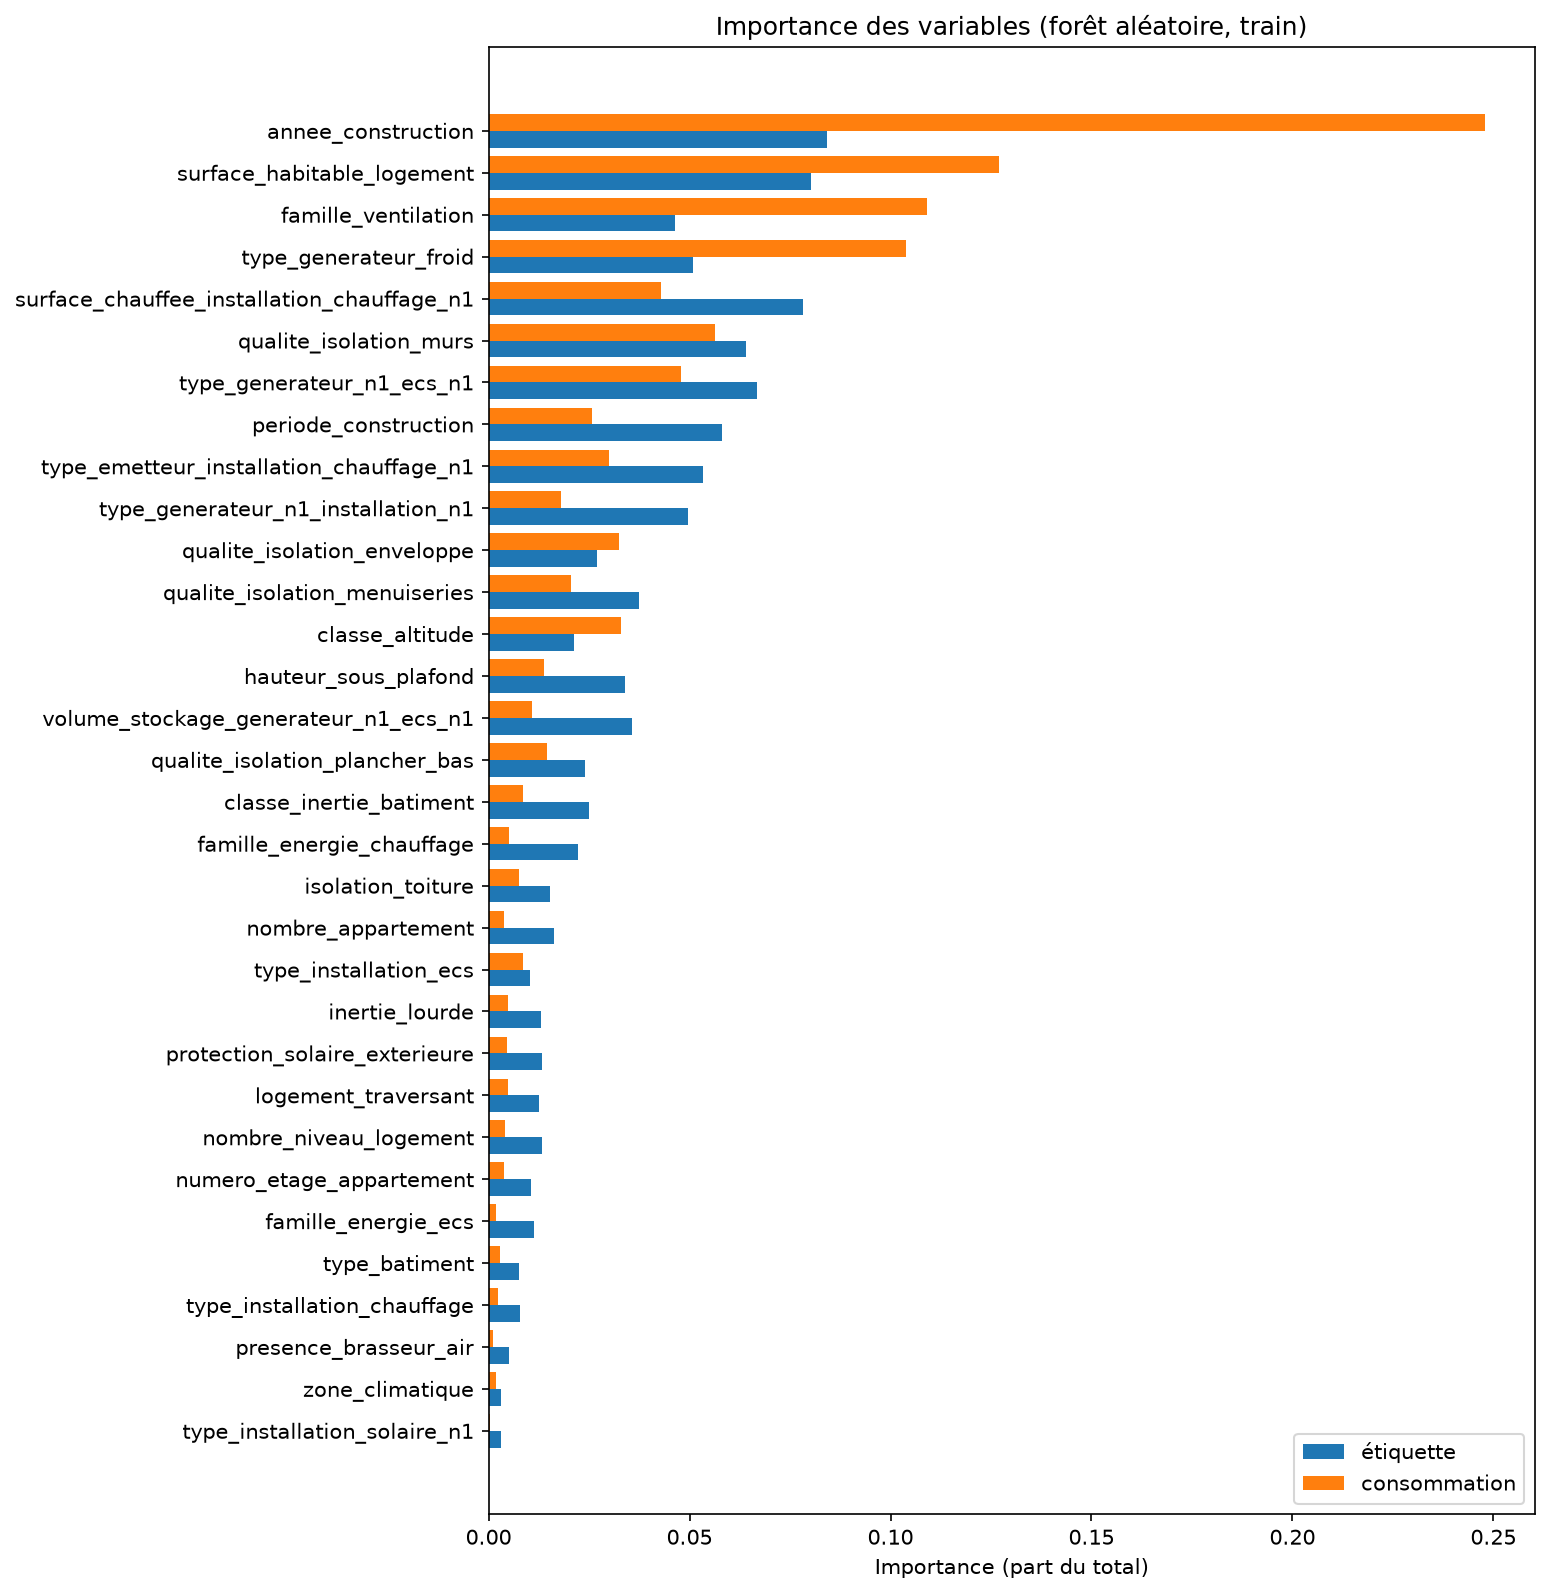 Importance des variables (forêt aléatoire, train)
annee_construction
surface_habitable_logement
famille_ventilation
type_generateur_froid
surface_chauffee_installation_chauffage_n1
qualite_isolation_murs
type_generateur_n1_ecs_n1
periode_construction
type_emetteur_installation_chauffage_n1
type_generateur_n1_installation_n1
qualite_isolation_enveloppe
qualite_isolation_menuiseries
classe_altitude
hauteur_sous_plafond
volume_stockage_generateur_n1_ecs_n1
qualite_isolation_plancher_bas
classe_inertie_batiment
famille_energie_chauffage
isolation_toiture
nombre_appartement
type_installation_ecs
inertie_lourde
protection_solaire_exterieure
logement_traversant
nombre_niveau_logement
numero_etage_appartement
famille_energie_ecs
type_batiment
type_installation_chauffage
presence_brasseur_air
zone_climatique
type_installation_solaire_n1
étiquette
consommation
0.00 0.05 0.10 0.15 0.20 0.25
Importance (part du total)